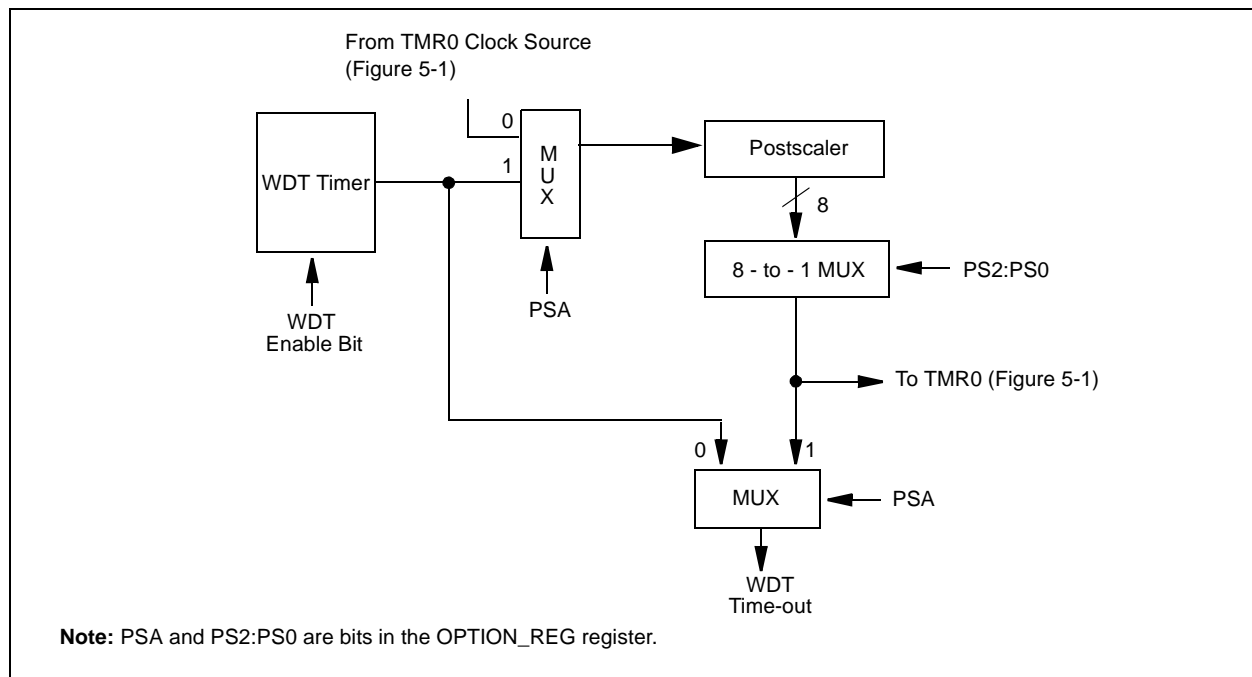 From TMR0 Clock Source
(Figure 5-1)
0
1
M
U
X
Postscaler
WDT Timer
8
8 - to - 1 MUX
PS2:PS0
PSA
WDT
Enable Bit
To TMR0 (Figure 5-1)
0
1
MUX
PSA
WDT
Time-out
Note: PSA and PS2:PS0 are bits in the OPTION_REG register.